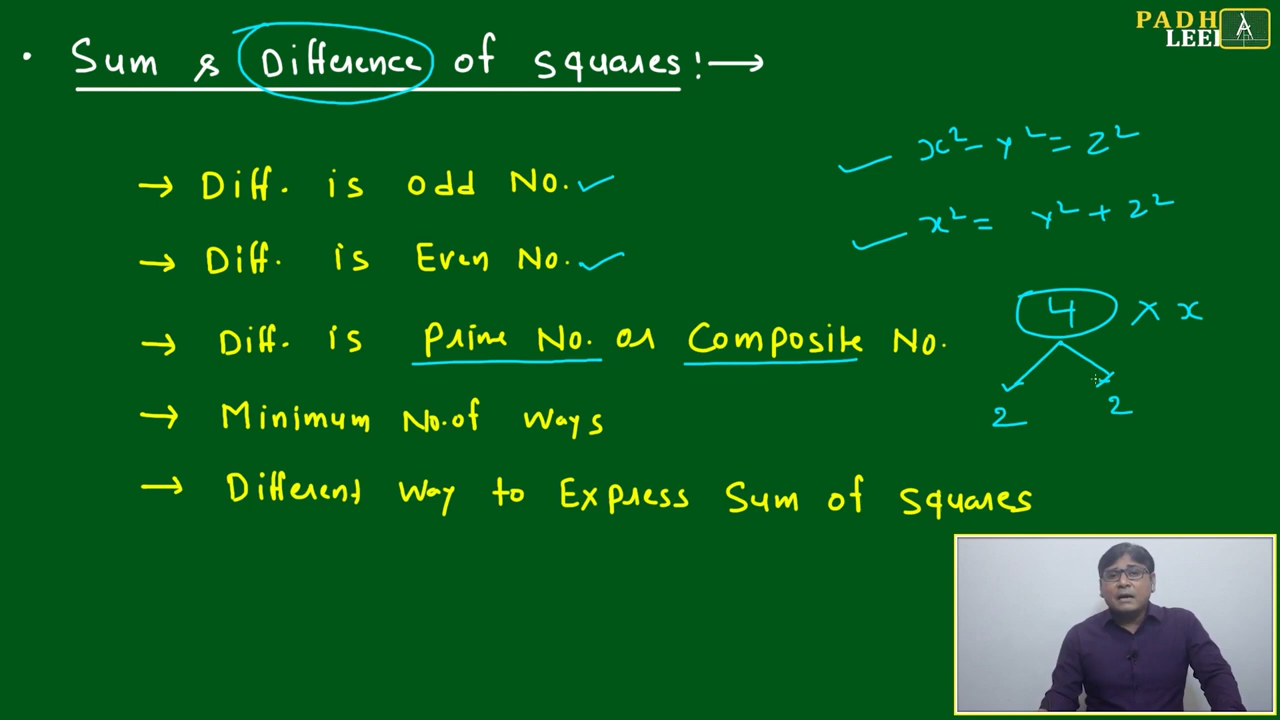 PADH
LEEI A
· Sum & Difference of squares :→
x² - y² = z²
→ Diff. is odd No. ✓
x² = y² + z²
→ Diff. is Even No. ✓
4 × x
→ Diff. is Prime No. or Composite No.
2 2
→ Minimum No. of ways
→ Different way to Express Sum of squares